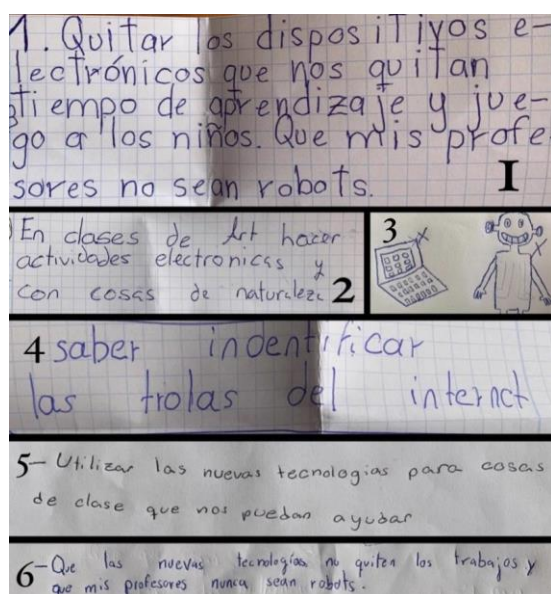 1. Quitar los dispositivos e-
lectrónicos que nos quitan
tiempo de aprendizaje y jue-
go a los niños. Que mis profe
sores no sean robots.
I
En clases de Art hacer
actividades electronicas y
con cosas de naturaleza 2
3
4 saber indentificar
las trolas del internet
5- Utilizar las nuevas tecnologias para cosas
de clase que nos puedan ayudar
6-Que las nuevas tecnologías no quiten los trabajos y
que mis profesores nunca sean robots.